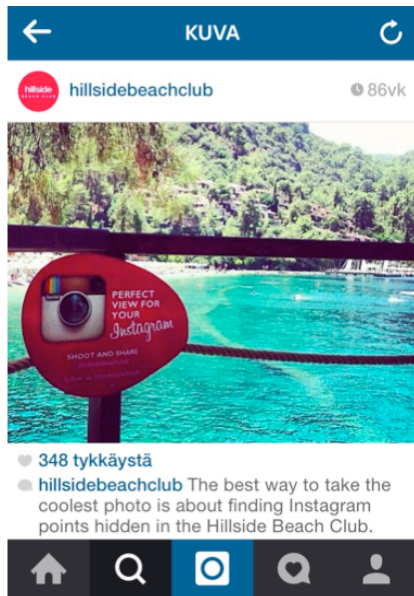 KUVA
hillside
BEACH CLUB
hillsidebeachclub
86vk
PERFECT
VIEW FOR
YOUR
Instagram
SHOOT AND SHARE
348 tykkäystä
hillsidebeachclub The best way to take the
coolest photo is about finding Instagram
points hidden in the Hillside Beach Club.